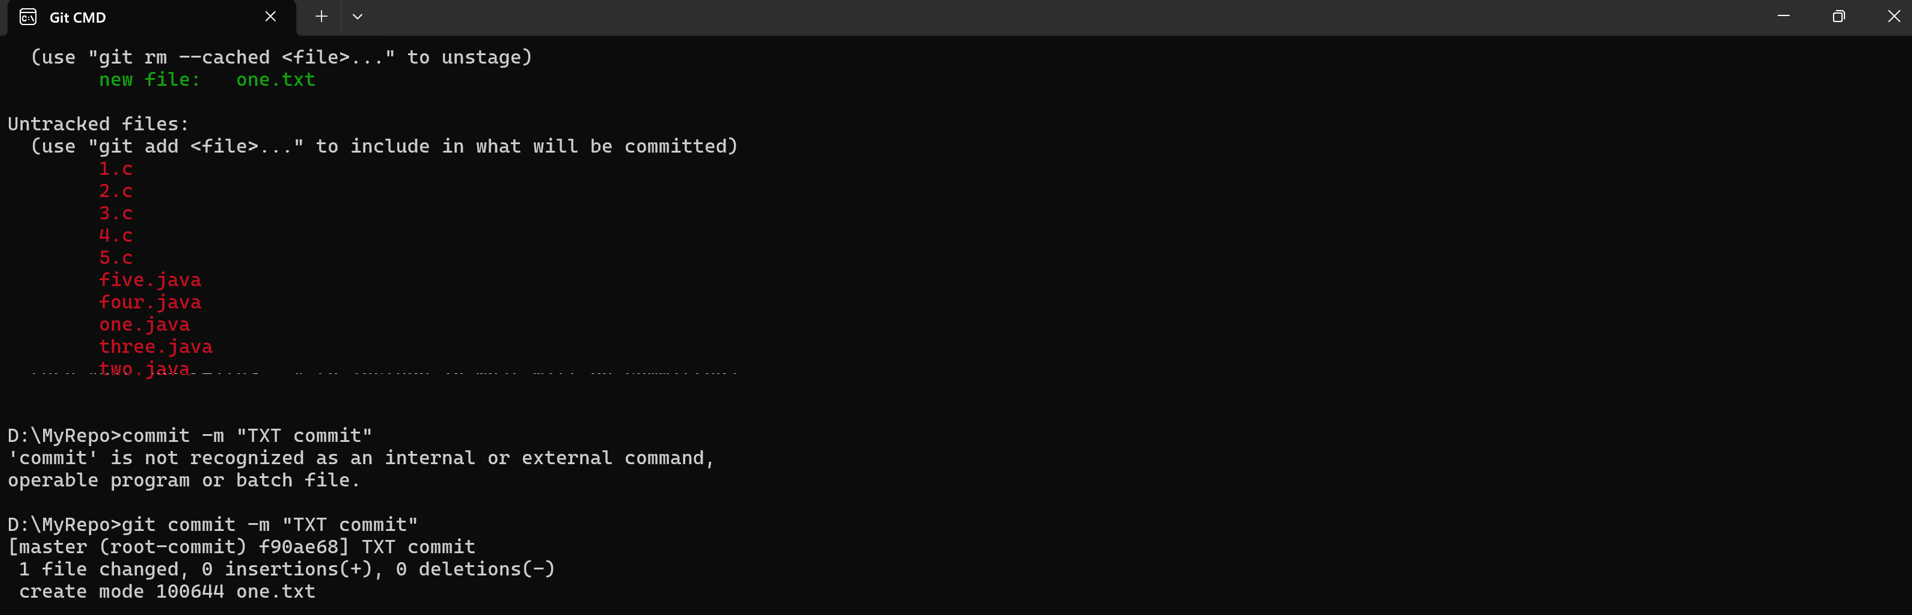 Git CMD
(use "git rm --cached <file>..." to unstage)
new file:   one.txt
Untracked files:
(use "git add <file>..." to include in what will be committed)
1.c
2.c
3.c
4.c
5.c
five.java
four.java
one.java
three.java
two.java
D:\MyRepo>commit -m "TXT commit"
'commit' is not recognized as an internal or external command,
operable program or batch file.
D:\MyRepo>git commit -m "TXT commit"
[master (root-commit) f90ae68] TXT commit
1 file changed, 0 insertions(+), 0 deletions(-)
create mode 100644 one.txt